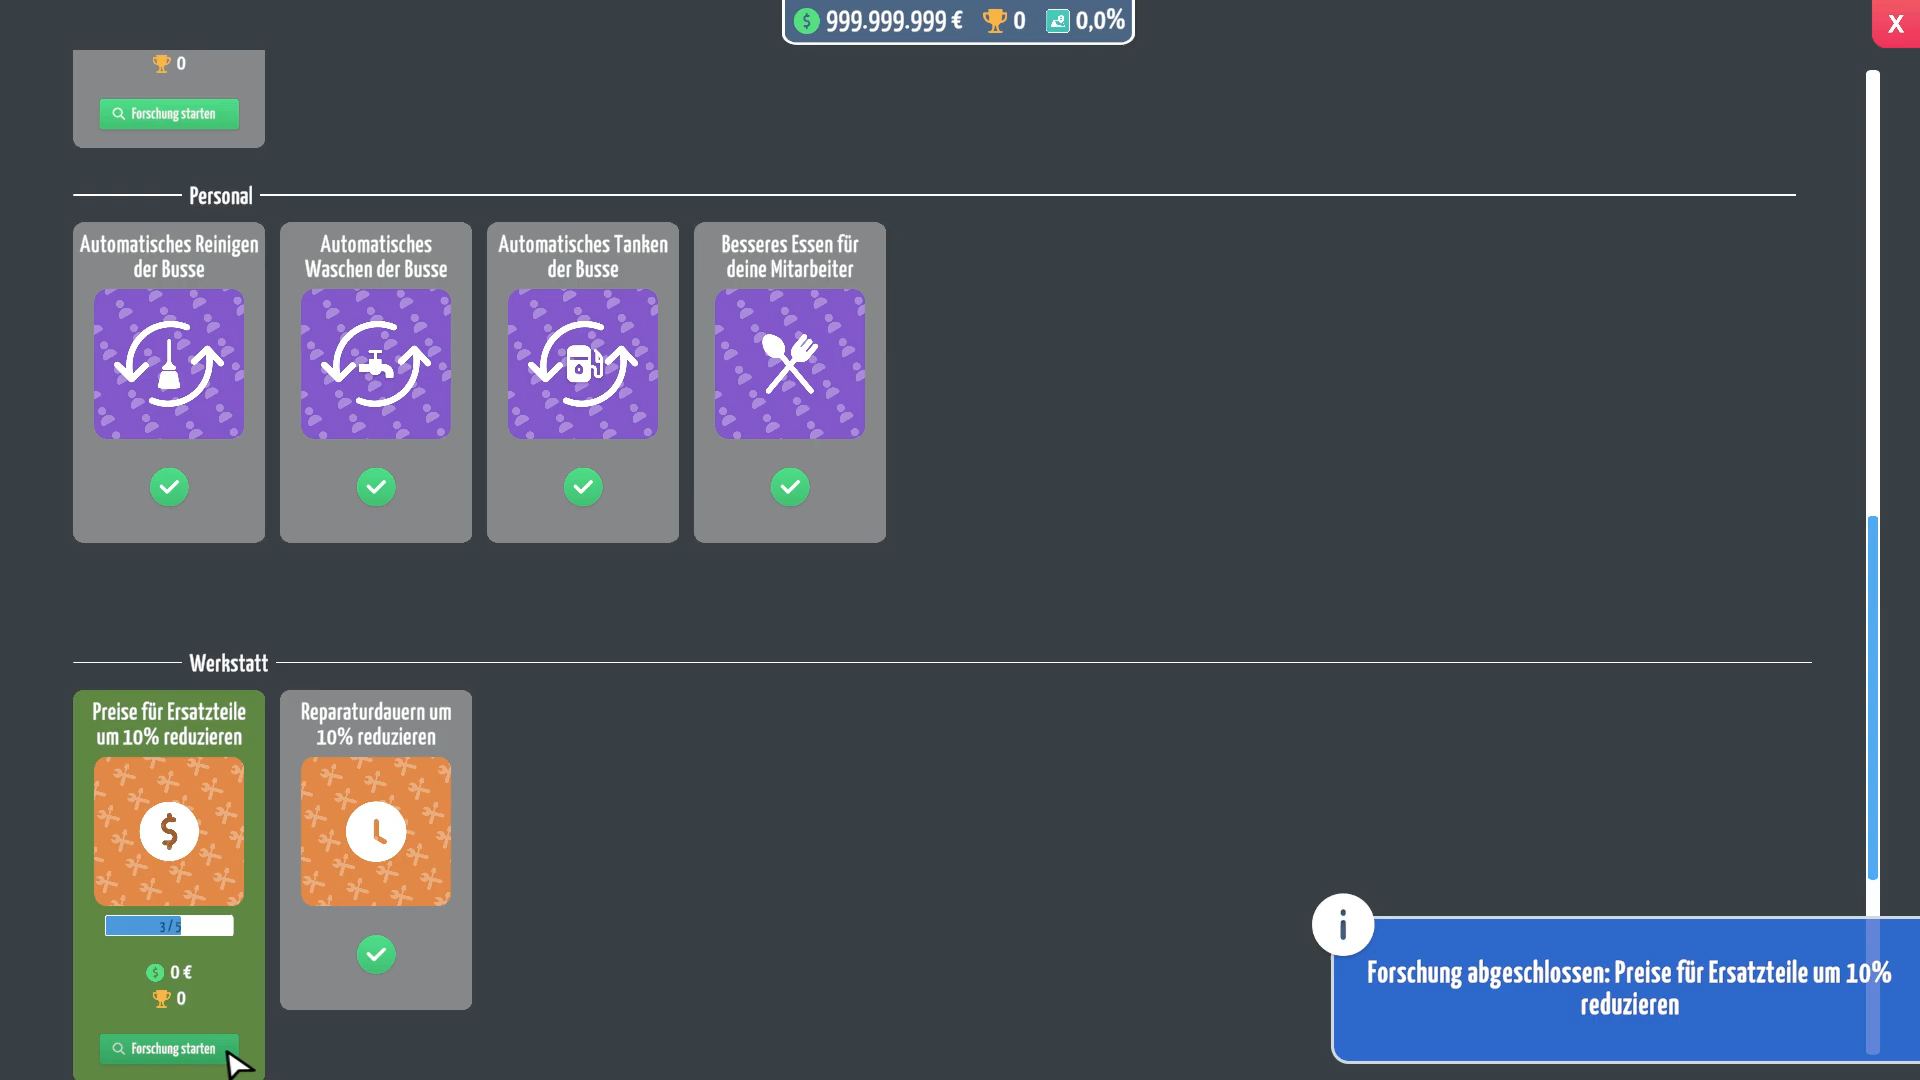 999.999.999 €
0
0,0%
X
0
Forschung starten
Personal
Automatisches Reinigen
der Busse
Automatisches
Waschen der Busse
Automatisches Tanken
der Busse
Besseres Essen für
deine Mitarbeiter
Werkstatt
Preise für Ersatzteile
um 10% reduzieren
3 / 5
0 €
0
Forschung starten
Reparaturdauern um
10% reduzieren
Forschung abgeschlossen: Preise für Ersatzteile um 10%
reduzieren